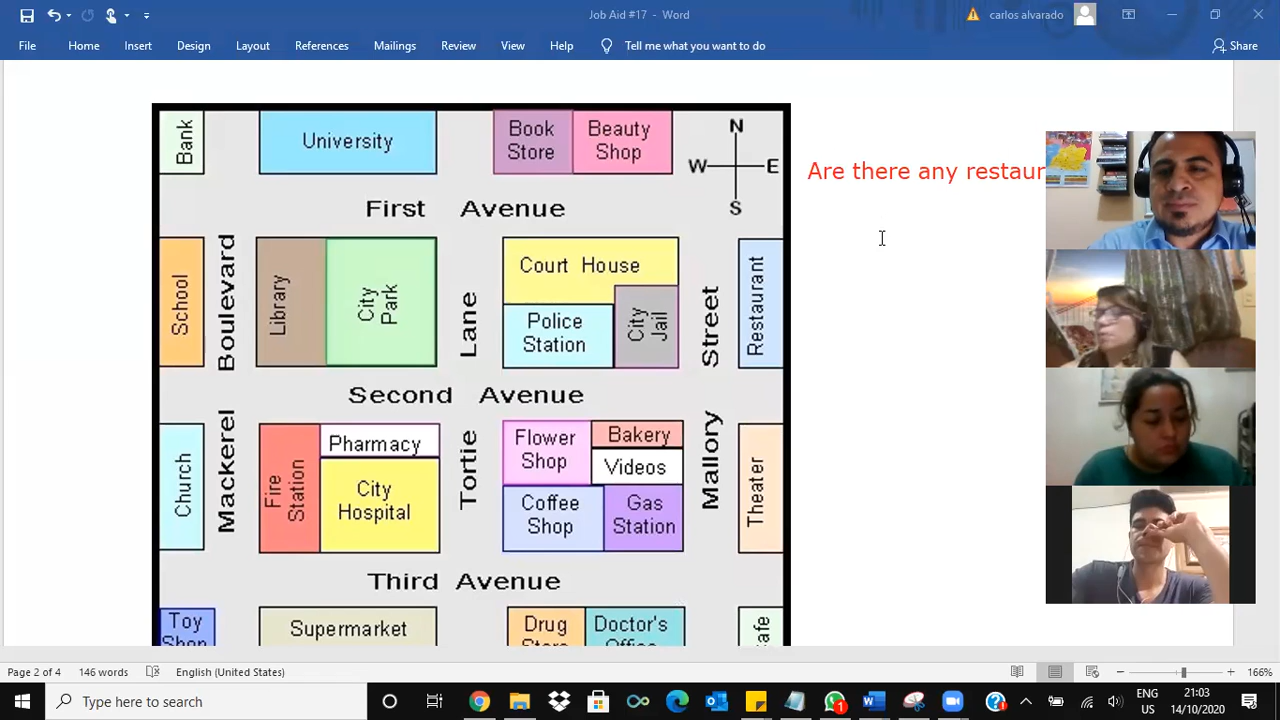 Job Aid #17 - Word
carlos alvarado
File Home Insert Design Layout References Mailings Review View Help Tell me what you want to do Share
Bank
University
Book Store
Beauty Shop
N
W E
S
Are there any restaur
First Avenue
School
Boulevard
Library
City Park
Lane
Court House
Police Station
City Jail
Street
Restaurant
Second Avenue
Church
Mackerel
Fire Station
Pharmacy
City Hospital
Tortie
Flower Shop
Bakery
Videos
Coffee Shop
Gas Station
Mallory
Theater
Third Avenue
Toy Shop
Supermarket
Drug Store
Doctor's Office
Page 2 of 4 146 words English (United States) 166%
Type here to search
1
ENG
US
21:03
14/10/2020